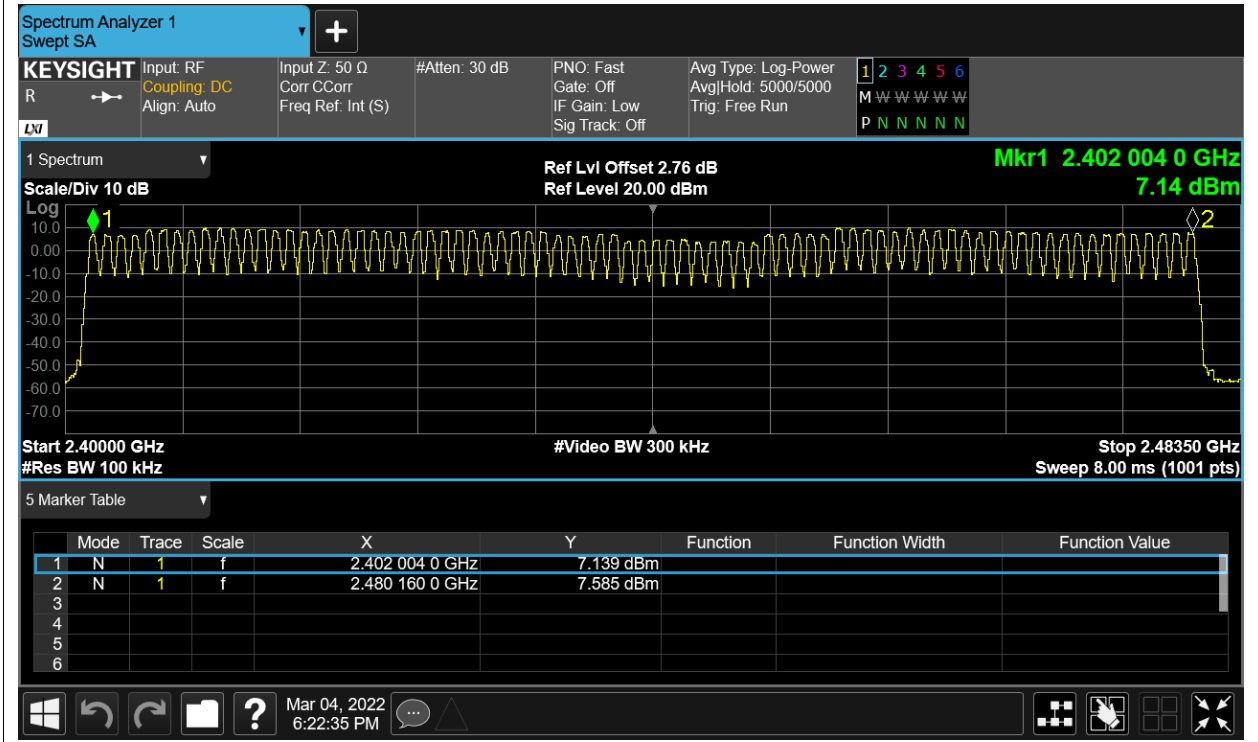 Spectrum Analyzer 1
Swept SA
KEYSIGHT
R
LXI
Input: RF
Coupling: DC
Align: Auto
Input Z: 50 Ω
Corr CCorr
Freq Ref: Int (S)
#Atten: 30 dB
PNO: Fast
Gate: Off
IF Gain: Low
Sig Track: Off
Avg Type: Log-Power
Avg|Hold: 5000/5000
Trig: Free Run
1 2 3 4 5 6
M W W W W W W
P N N N N N N
1 Spectrum
Scale/Div 10 dB
Ref Lvl Offset 2.76 dB
Ref Level 20.00 dBm
Mkr1 2.402 004 0 GHz
7.14 dBm
Log
10.0
0.00
-10.0
-20.0
-30.0
-40.0
-50.0
-60.0
-70.0
1
2
Start 2.40000 GHz
#Res BW 100 kHz
#Video BW 300 kHz
Stop 2.48350 GHz
Sweep 8.00 ms (1001 pts)
5 Marker Table
Mode Trace Scale X Y Function Function Width Function Value
1 N 1 f 2.402 004 0 GHz 7.139 dBm
2 N 1 f 2.480 160 0 GHz 7.585 dBm
3
4
5
6
?
Mar 04, 2022
6:22:35 PM